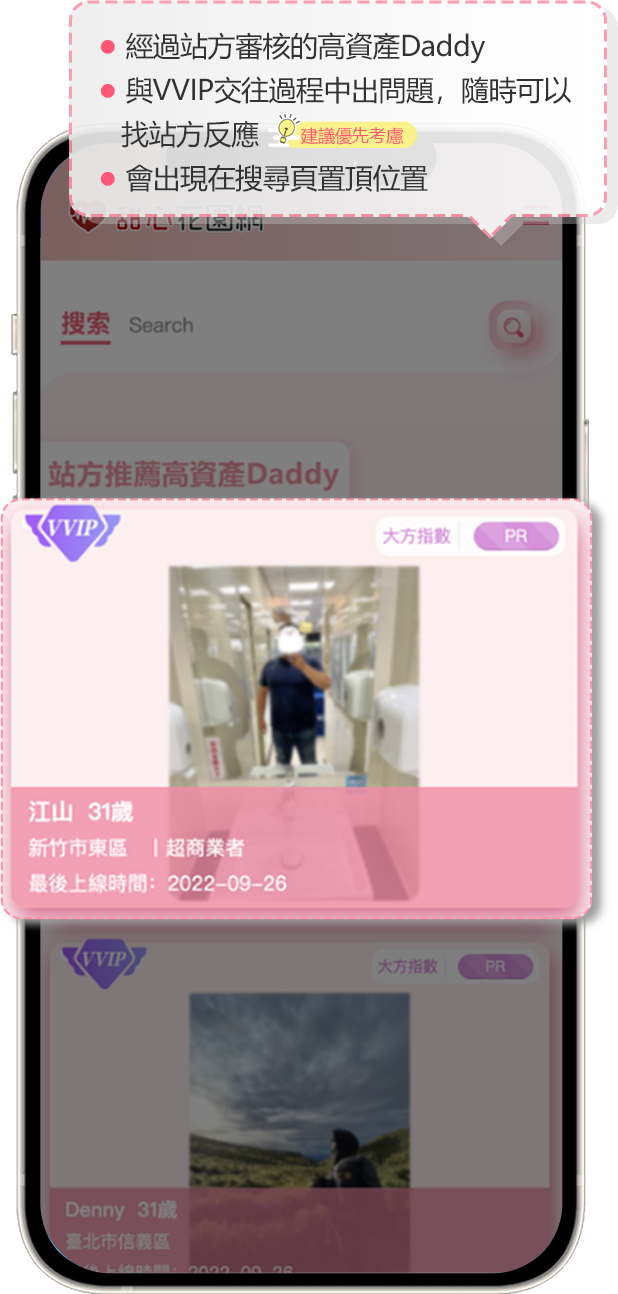 經過站方審核的高資產Daddy
與VVIP交往過程中出問題，隨時可以
找站方反應 建議優先考慮
會出現在搜尋頁置頂位置
甜心花園網
搜索 Search
站方推薦高資產Daddy
VVIP 大方指數 PR
江山 31歲
新竹市東區 | 超商業者
最後上線時間：2022-09-26
VVIP 大方指數 PR
Denny 31歲
臺北市信義區
最後上線時間：2022-09-26